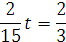 2/15 t = 2/3